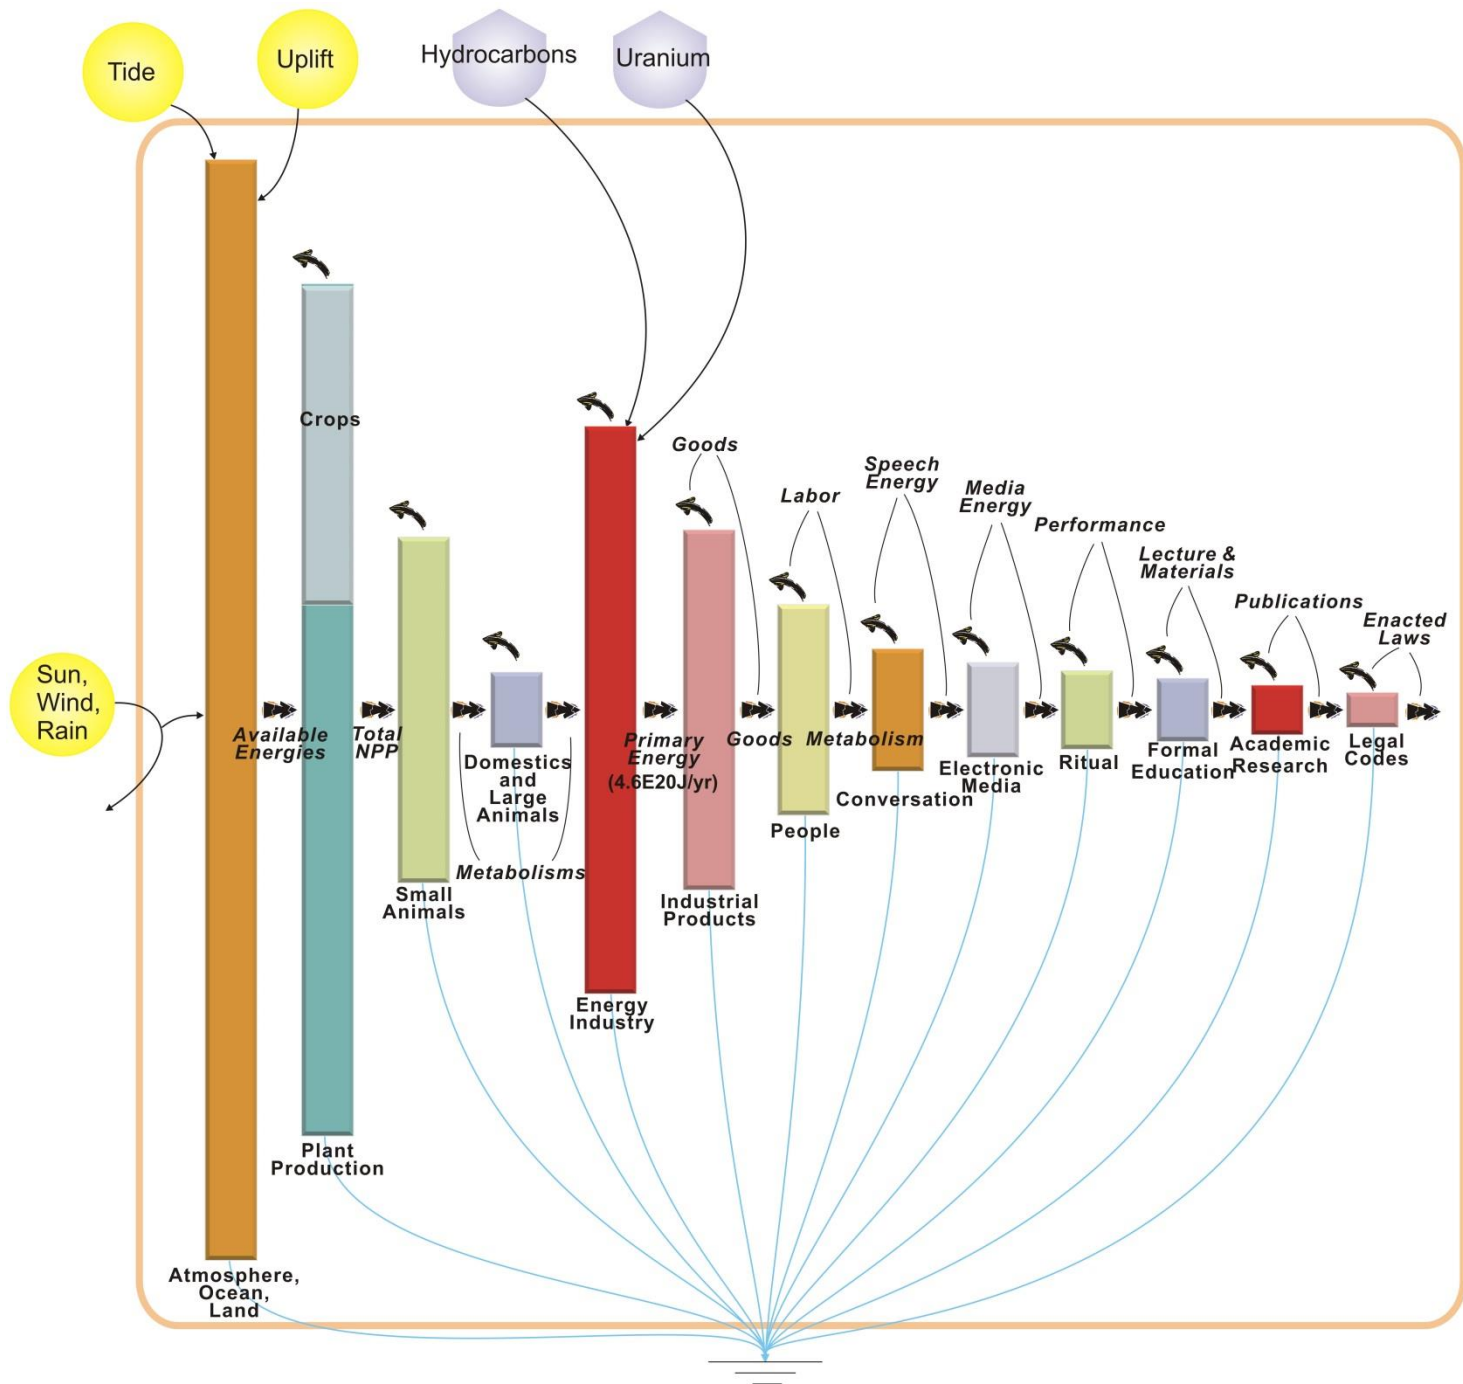 Tide
Uplift
Hydrocarbons
Uranium
Crops
Goods
Speech
Energy
Labor
Media
Energy
Performance
Lecture &
Materials
Publications
Enacted
Laws
Sun,
Wind,
Rain
Available
Energies
Total
NPP
Domestics
and
Large
Animals
Primary
Energy
(4.6E20J/yr)
Goods
Metabolism
Conversation
Electronic
Media
Ritual
Formal
Education
Academic
Research
Legal
Codes
People
Metabolisms
Small
Animals
Industrial
Products
Energy
Industry
Plant
Production
Atmosphere,
Ocean,
Land